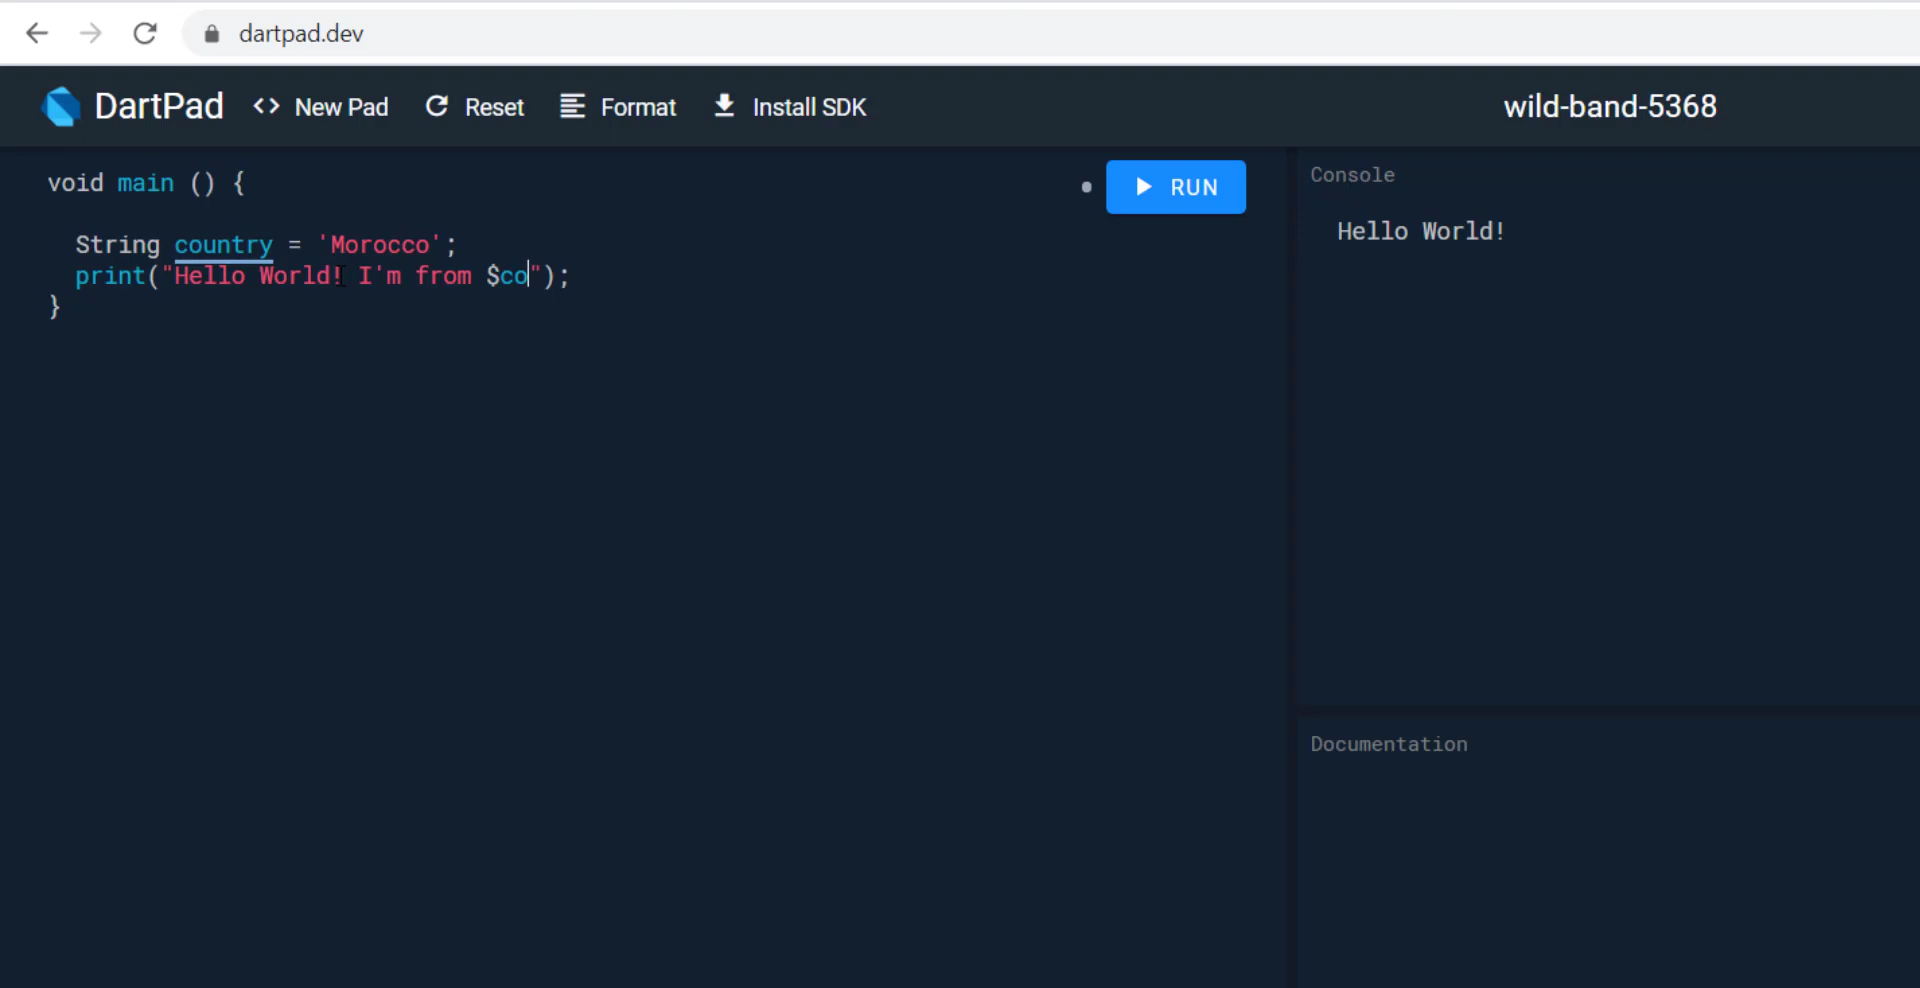 dartpad.dev
DartPad <> New Pad Reset Format Install SDK wild-band-5368
void main () {
RUN
String country = 'Morocco';
print("Hello World! I'm from $co");
}
Console
Hello World!
Documentation